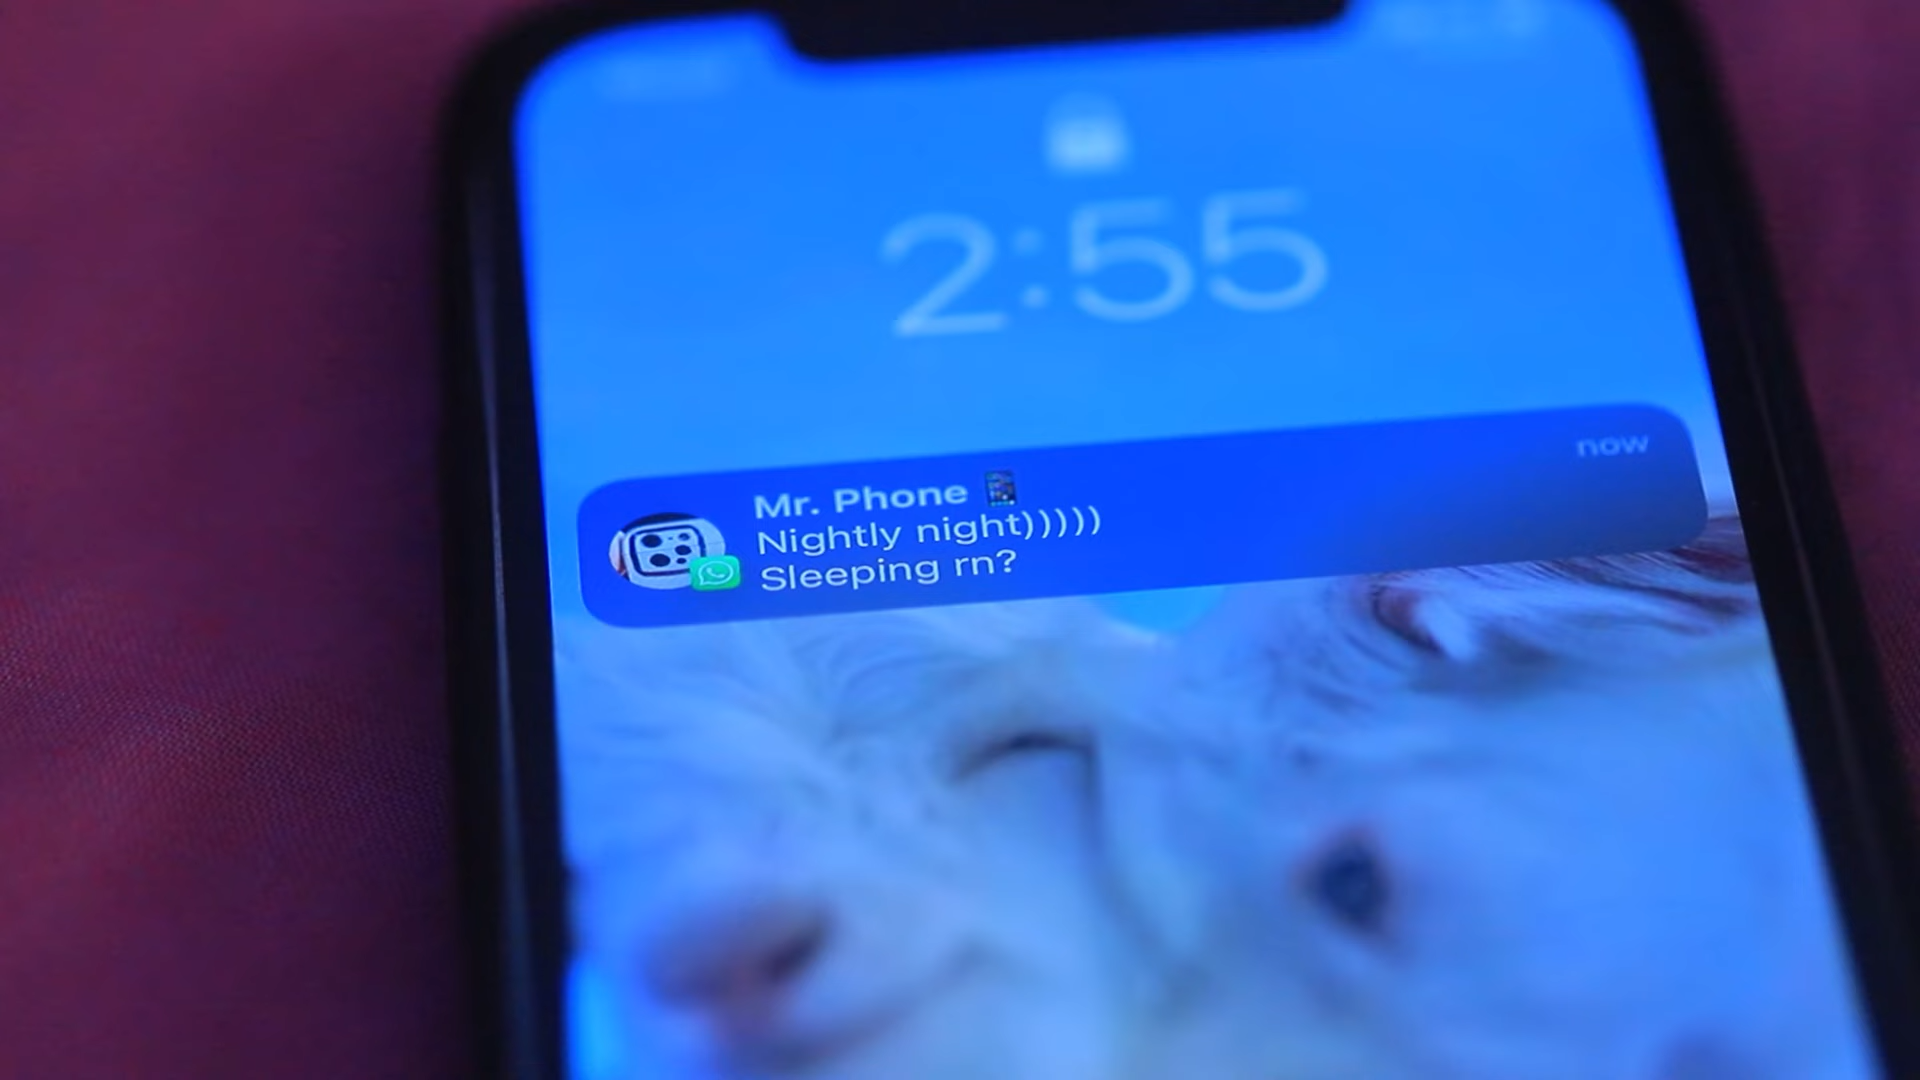 2:55
now
Mr. Phone 📱
Nightly night)))))
Sleeping rn?